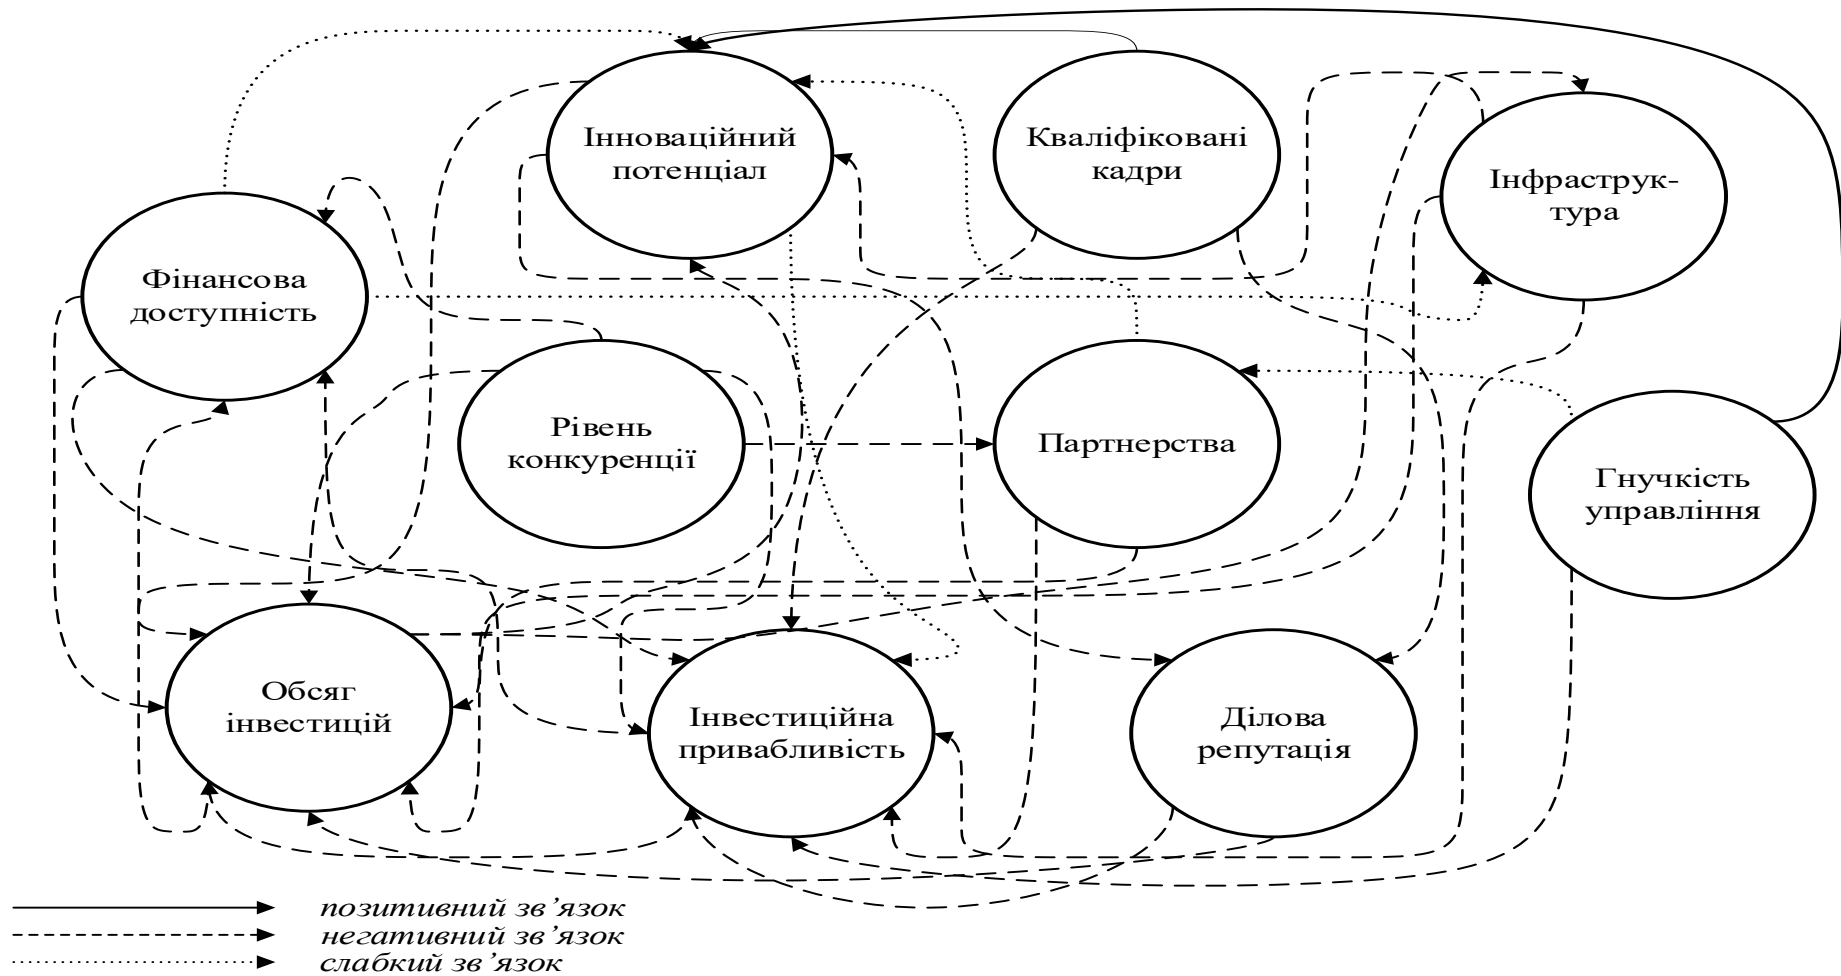 Інноваційний
потенціал
Кваліфіковані
кадри
Інфраструк-
тура
Фінансова
доступність
Рівень
конкуренції
Партнерства
Гнучкість
управління
Обсяг
інвестицій
Інвестиційна
привабливість
Ділова
репутація
позитивний зв’язок
негативний зв’язок
слабкий зв’язок